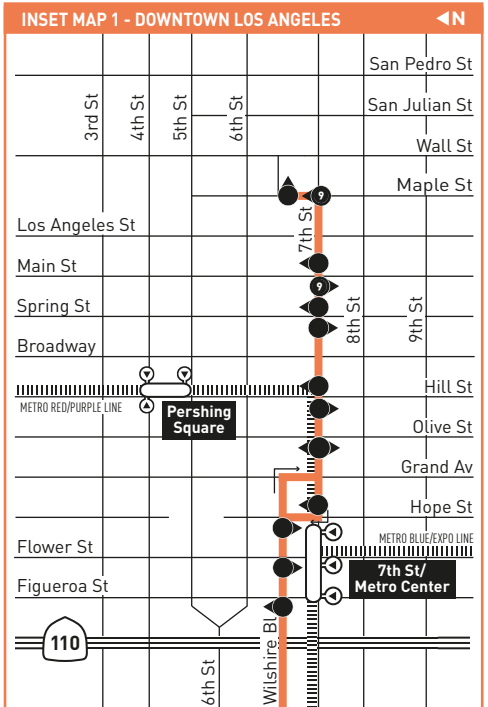 INSET MAP 1 - DOWNTOWN LOS ANGELES
N
San Pedro St
3rd St
4th St
5th St
6th St
San Julian St
Wall St
Maple St
9
Los Angeles St
7th St
Main St
9
Spring St
8th St
9th St
Broadway
Hill St
METRO RED/PURPLE LINE
Pershing
Square
Olive St
Grand Av
Hope St
METRO BLUE/EXPO LINE
Flower St
7th St/
Metro Center
Figueroa St
110
6th St
Wilshire Bl